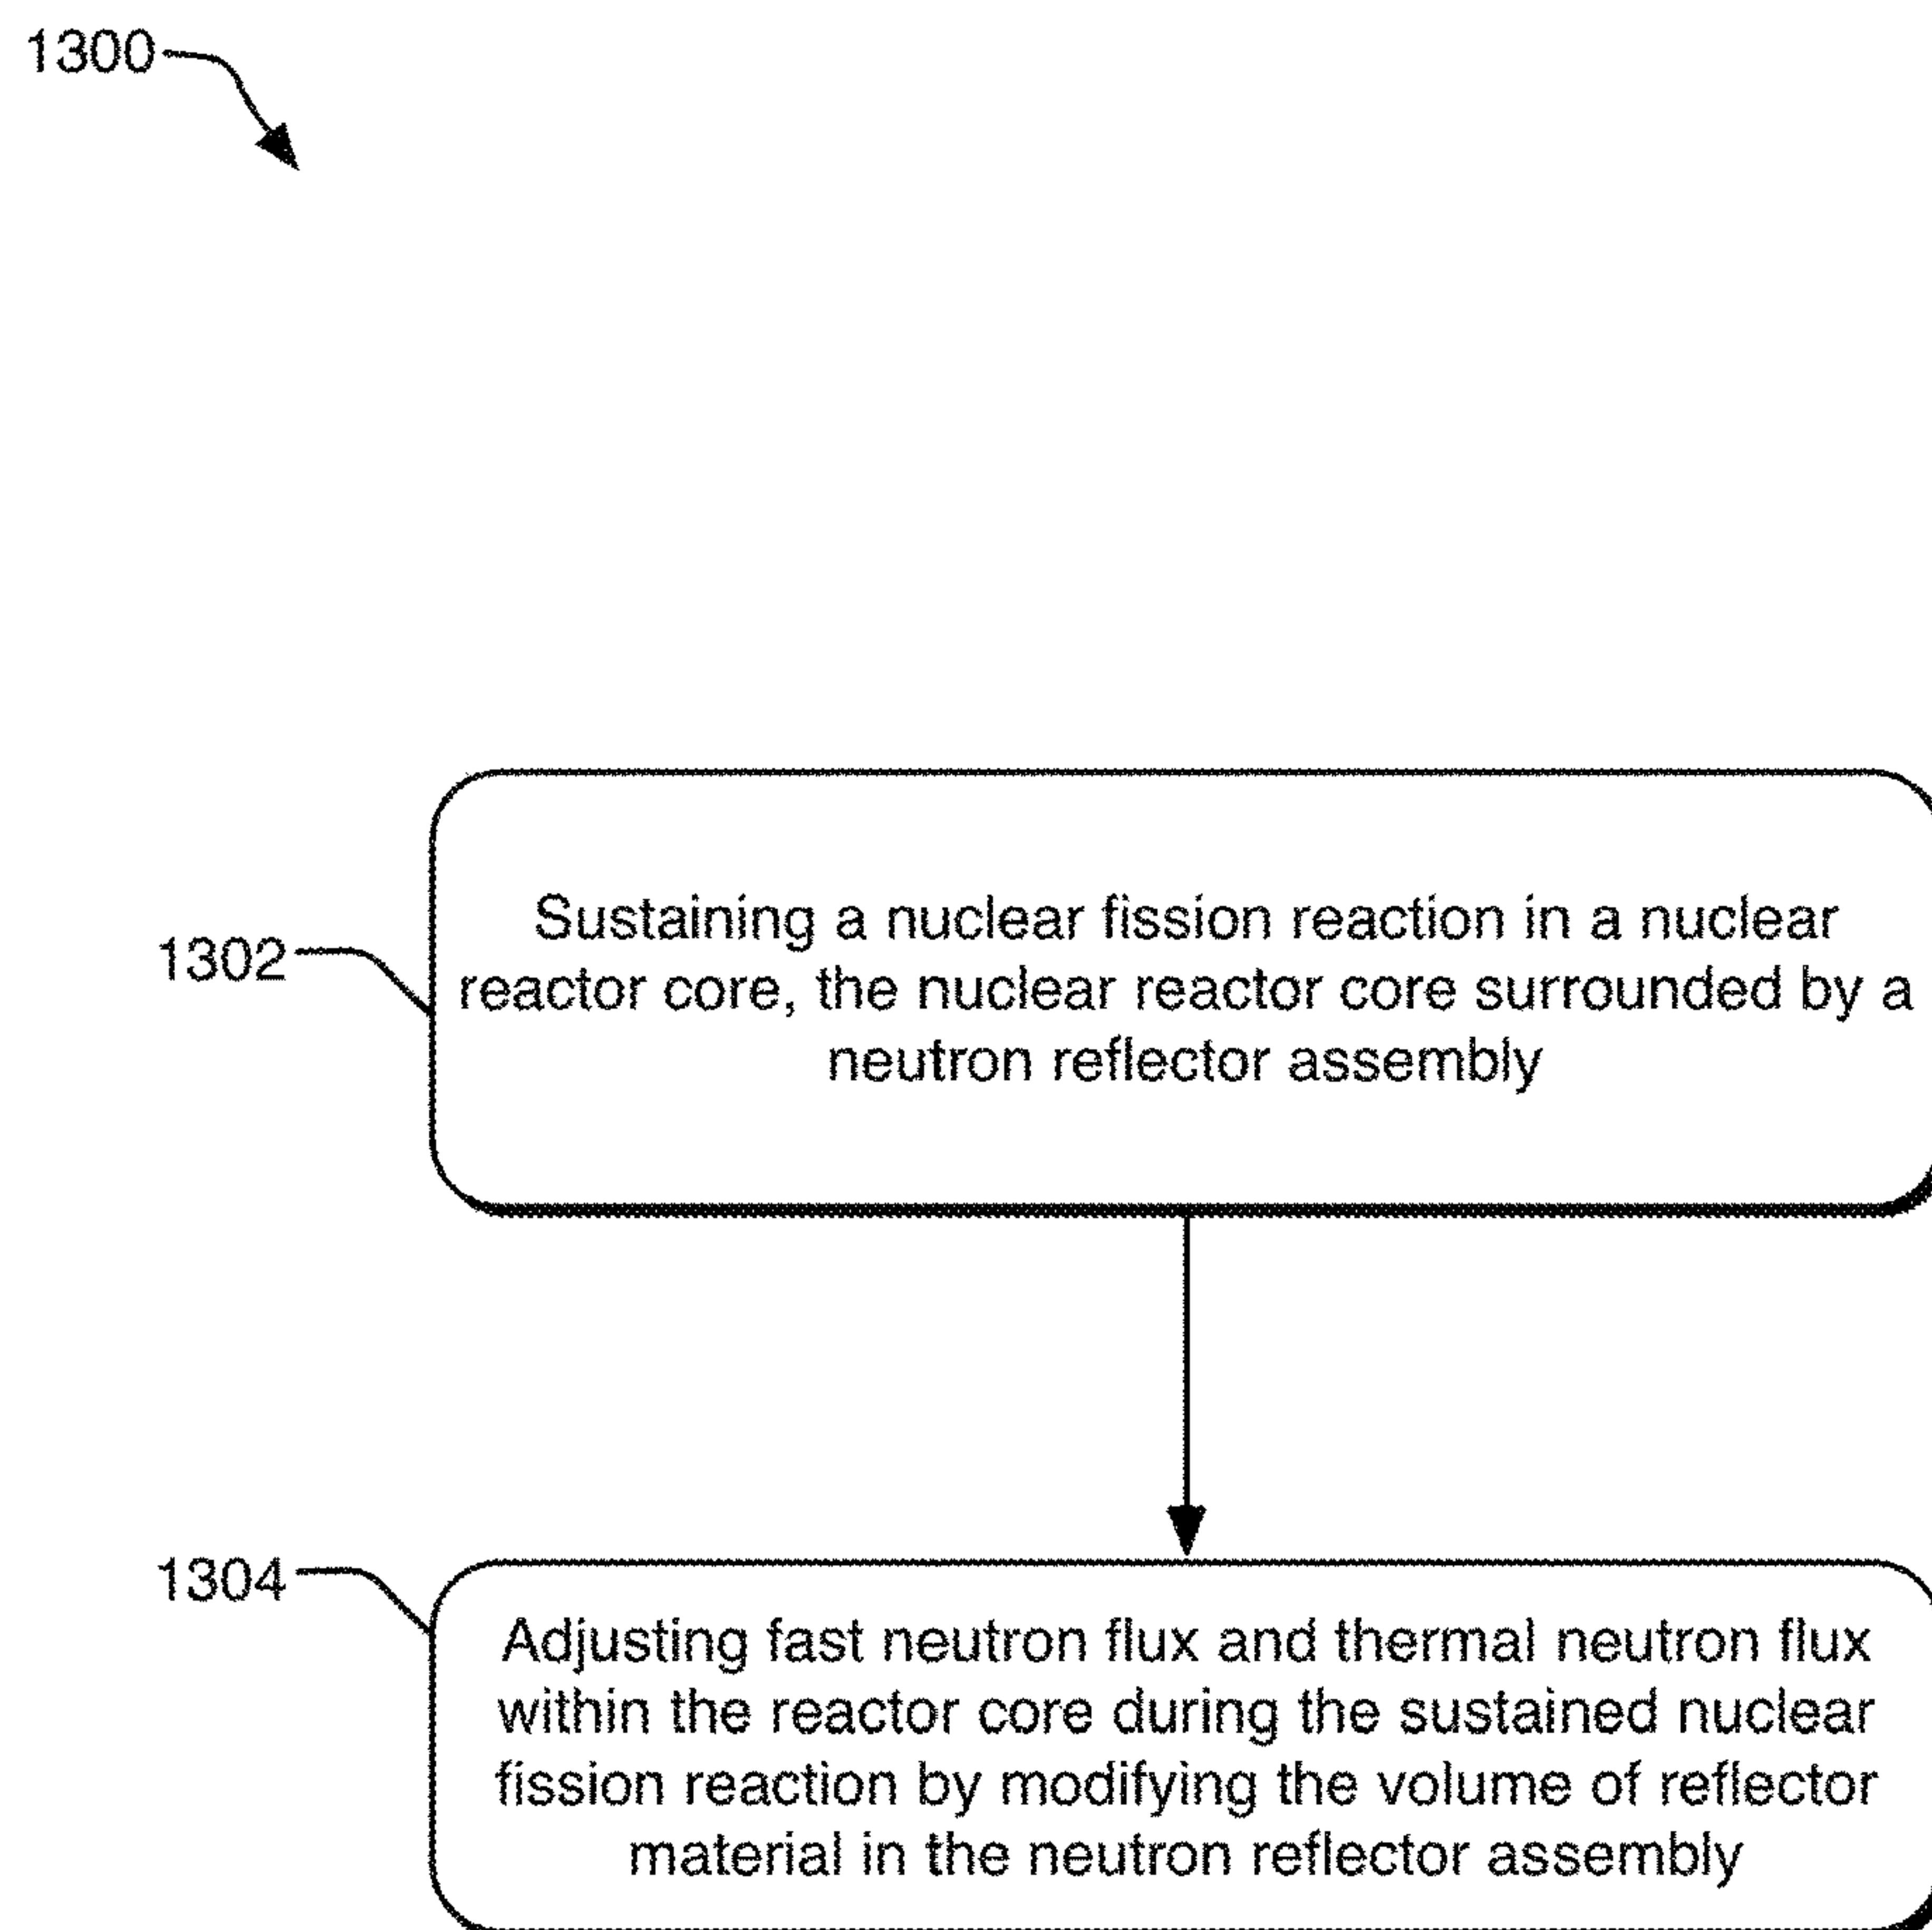 1300
1302
Sustaining a nuclear fission reaction in a nuclear
reactor core, the nuclear reactor core surrounded by a
neutron reflector assembly
1304
Adjusting fast neutron flux and thermal neutron flux
within the reactor core during the sustained nuclear
fission reaction by modifying the volume of reflector
material in the neutron reflector assembly